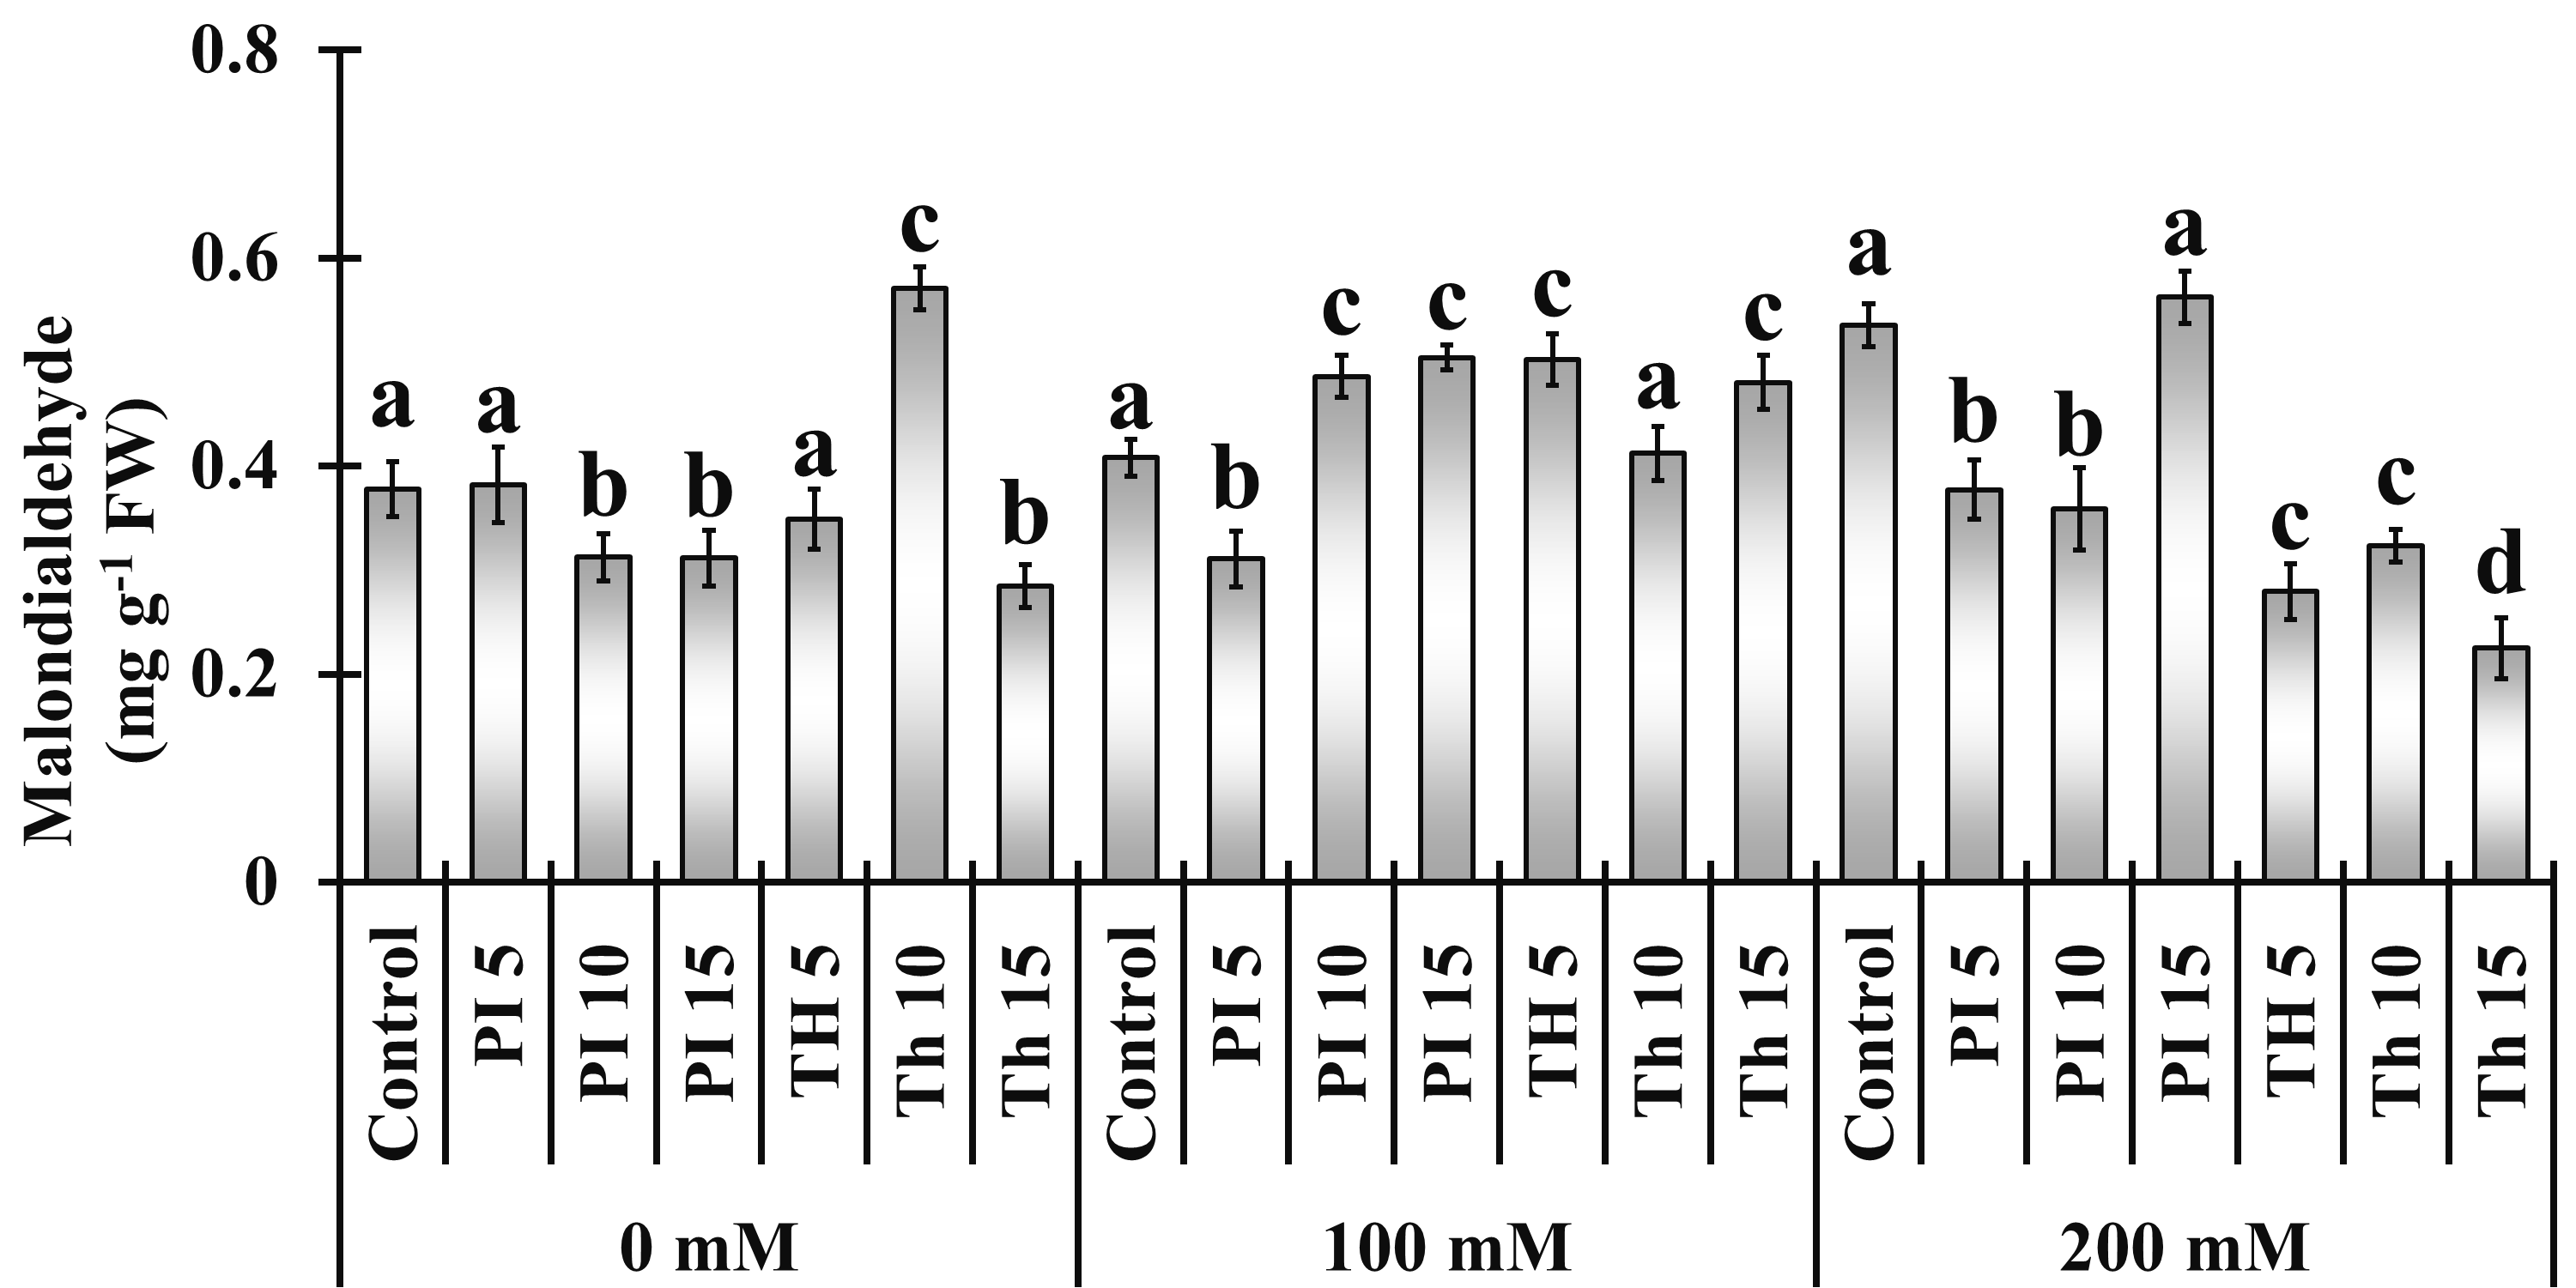 Malondialdehyde
(mg g-1 FW)
0.8
0.6
0.4
0.2
0
a
a
b
b
a
c
b
a
b
c
c
c
a
c
a
b
b
a
c
c
d
Control
PI 5
PI 10
PI 15
TH 5
Th 10
Th 15
Control
PI 5
PI 10
PI 15
TH 5
Th 10
Th 15
Control
PI 5
PI 10
PI 15
TH 5
Th 10
Th 15
0 mM
100 mM
200 mM